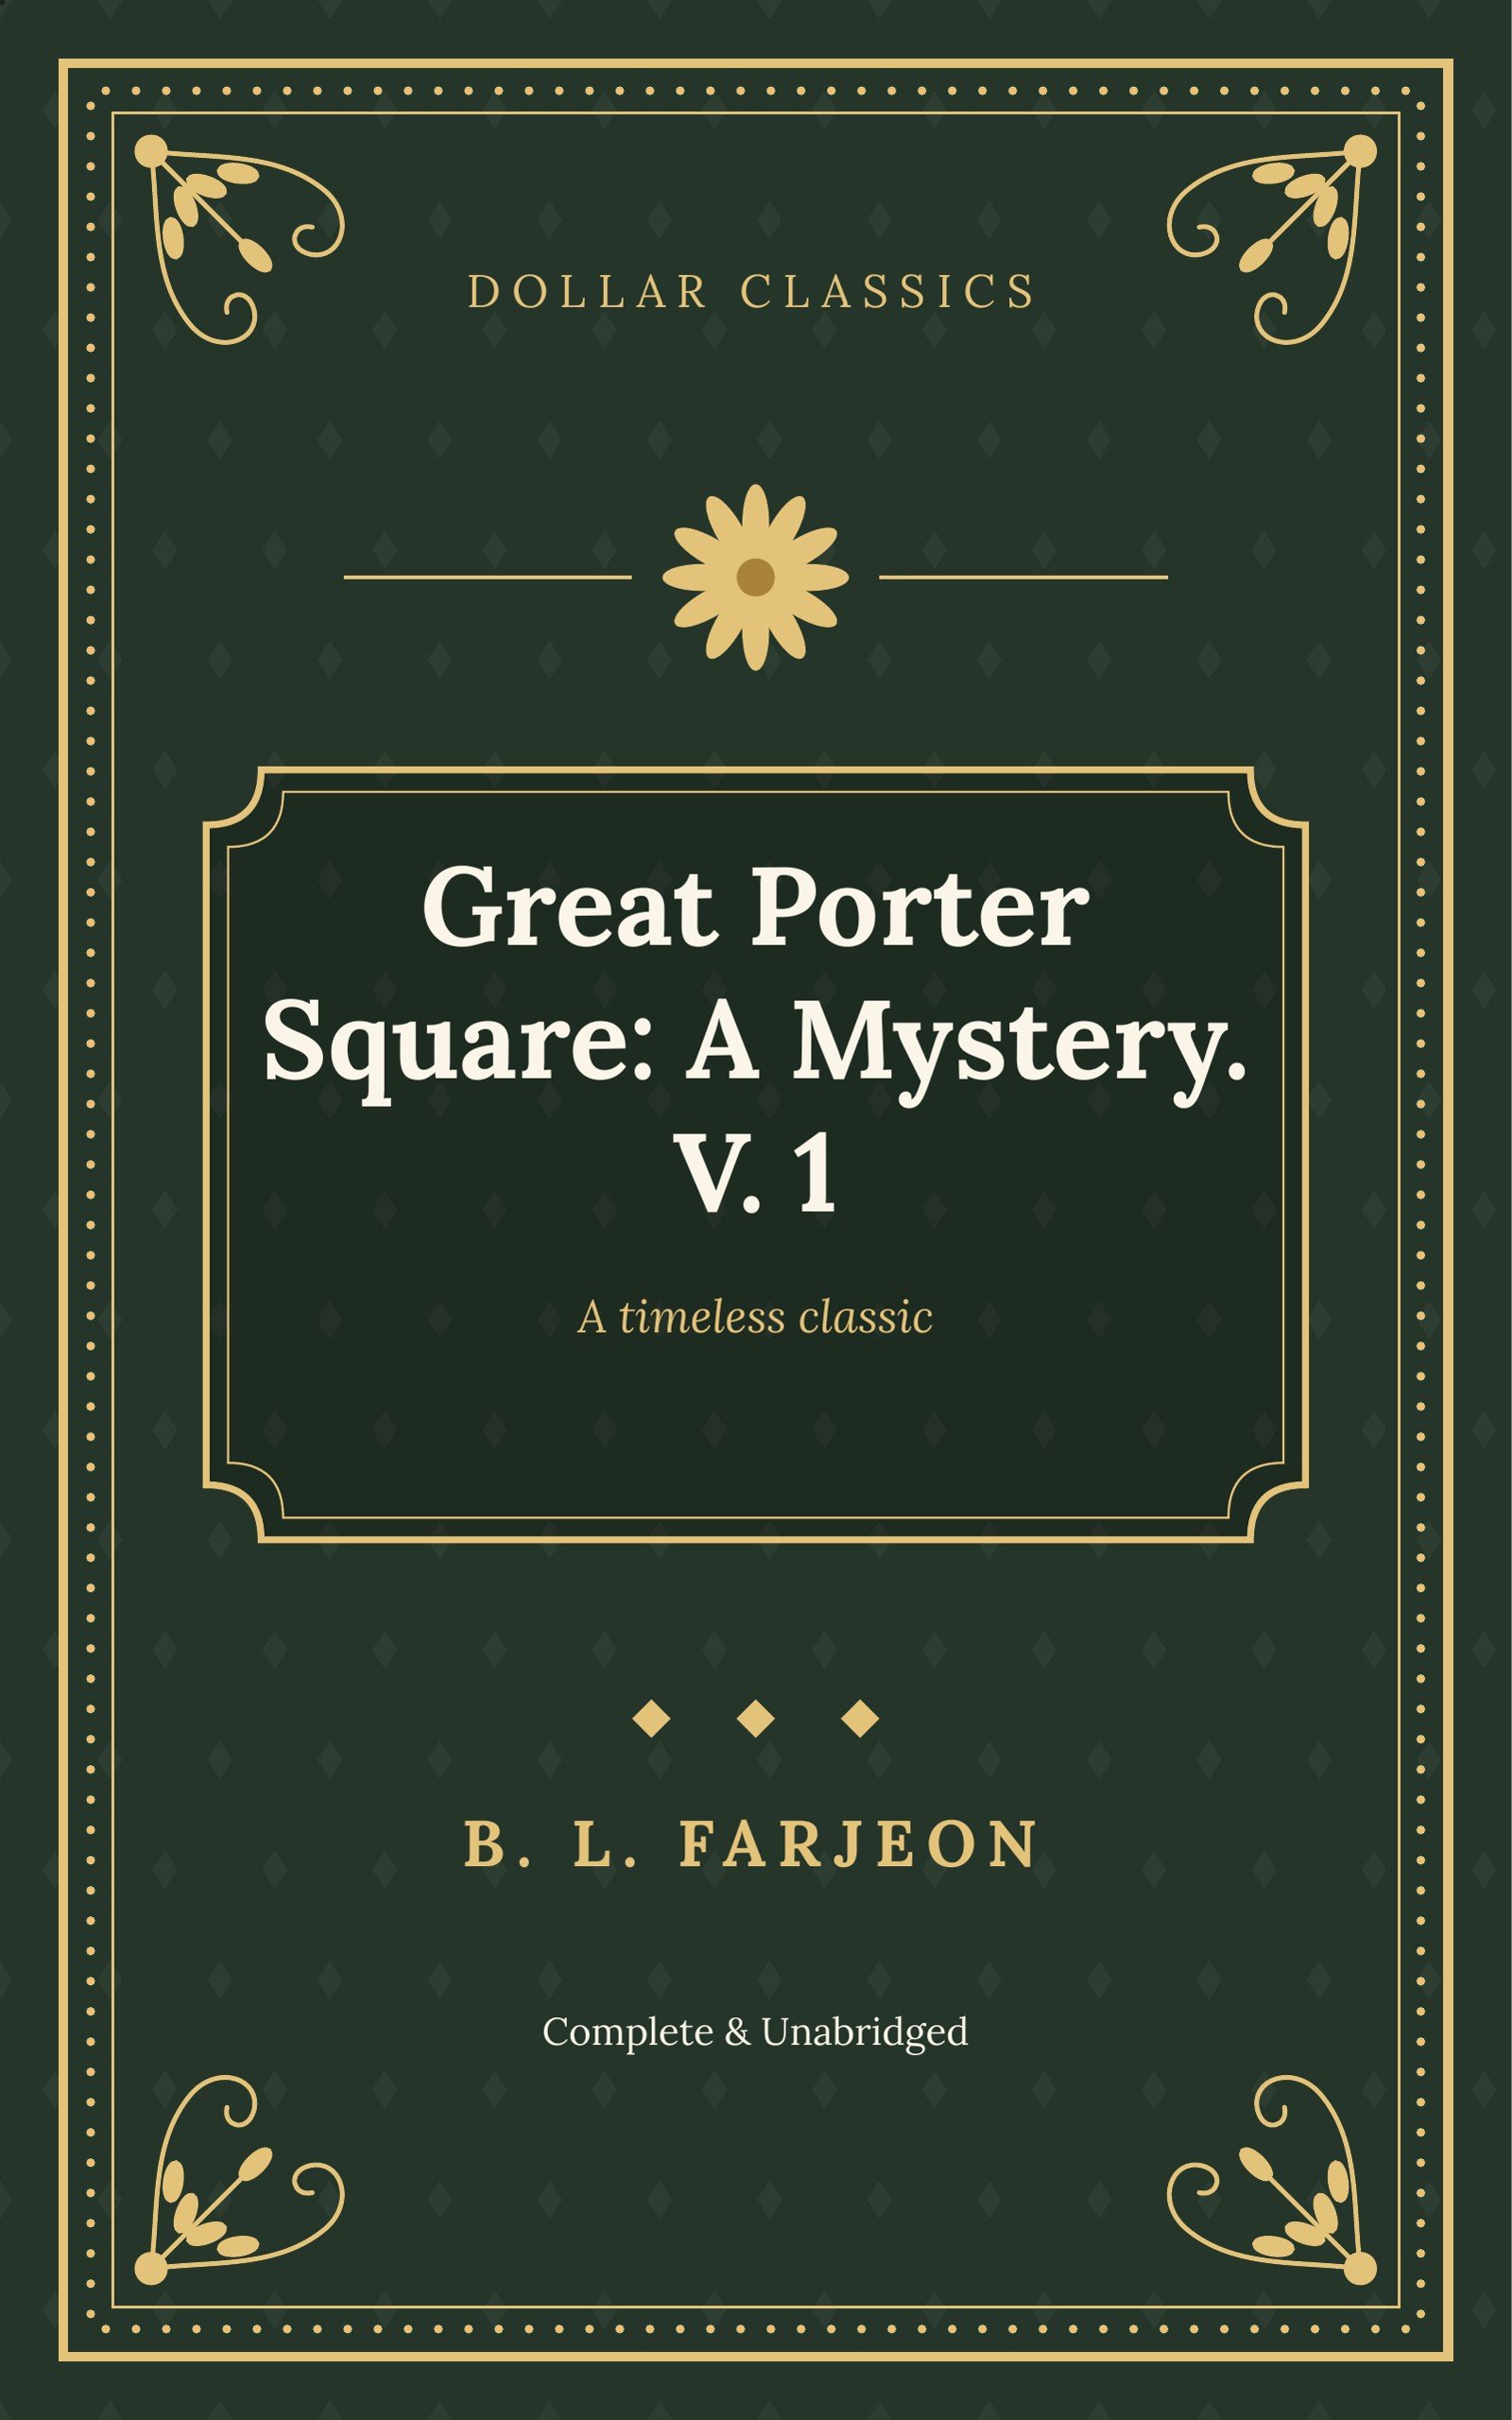 DOLLAR CLASSICS
Great Porter
Square: A Mystery.
V. 1
A timeless classic
B. L. FARJEON
Complete & Unabridged